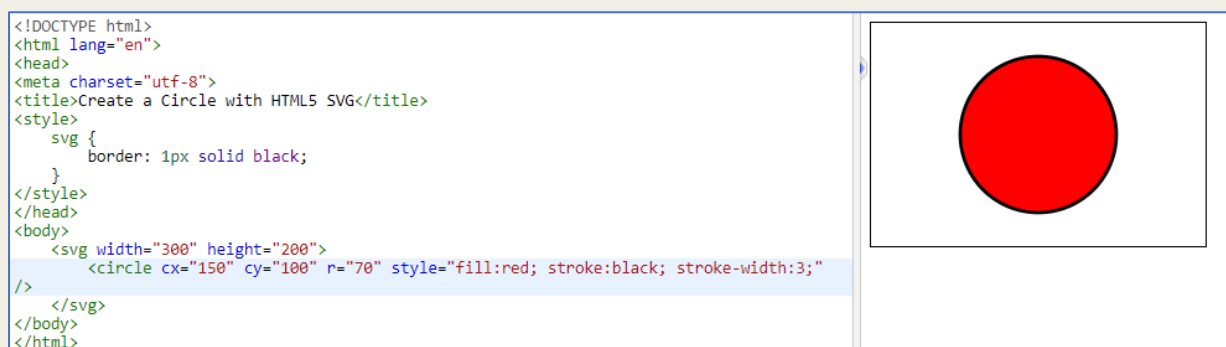 <!DOCTYPE html>
<html lang="en">
<head>
<meta charset="utf-8">
<title>Create a Circle with HTML5 SVG</title>
<style>
    svg {
        border: 1px solid black;
    }
</style>
</head>
<body>
    <svg width="300" height="200">
        <circle cx="150" cy="100" r="70" style="fill:red; stroke:black; stroke-width:3;"
/>
    </svg>
</body>
</html>